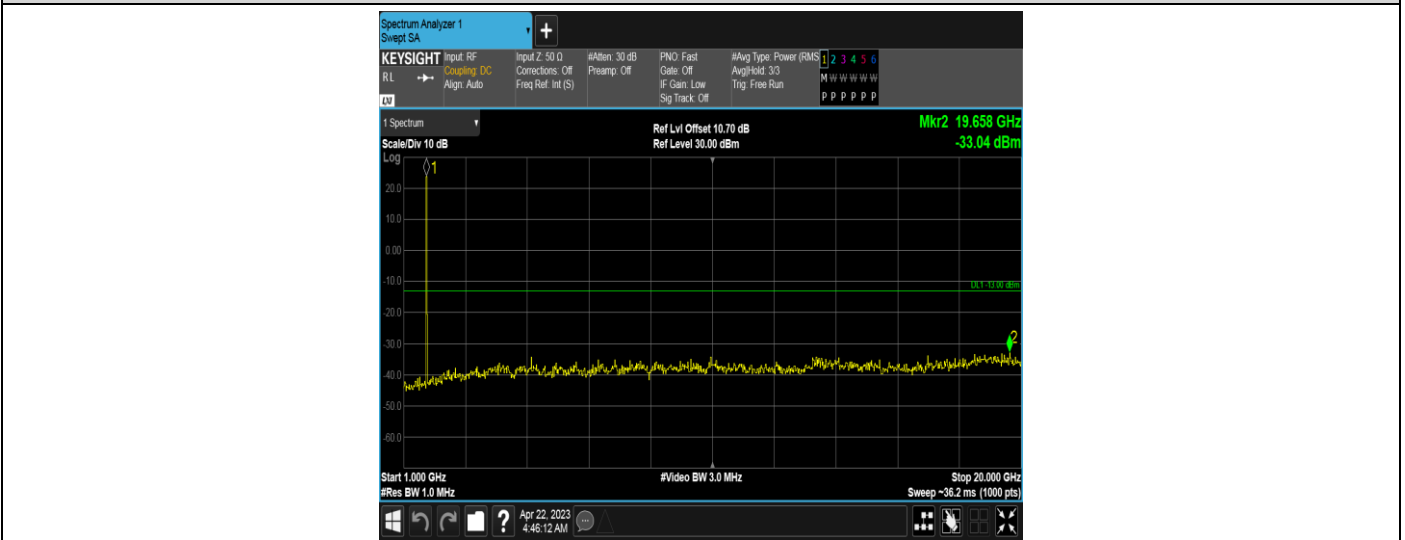 Spectrum Analyzer 1
Swept SA
+
KEYSIGHT
RL
LXI
Input: RF
Coupling: DC
Align: Auto
Input Z: 50 Ω
Corrections: Off
Freq Ref: Int (S)
#Atten: 30 dB
Preamp: Off
PNO: Fast
Gate: Off
IF Gain: Low
Sig Track: Off
#Avg Type: Power (RMS
Avg|Hold: 3/3
Trig: Free Run
1 2 3 4 5 6
M W W W W W
P P P P P P
1 Spectrum
Scale/Div 10 dB
Log
Ref Lvl Offset 10.70 dB
Ref Level 30.00 dBm
Mkr2 19.658 GHz
-33.04 dBm
1
20.0
10.0
0.00
-10.0
DL1 -13.00 dBm
-20.0
-30.0
2
-40.0
-50.0
-60.0
Start 1.000 GHz
#Res BW 1.0 MHz
#Video BW 3.0 MHz
Stop 20.000 GHz
Sweep ~36.2 ms (1000 pts)
?
Apr 22, 2023
4:46:12 AM